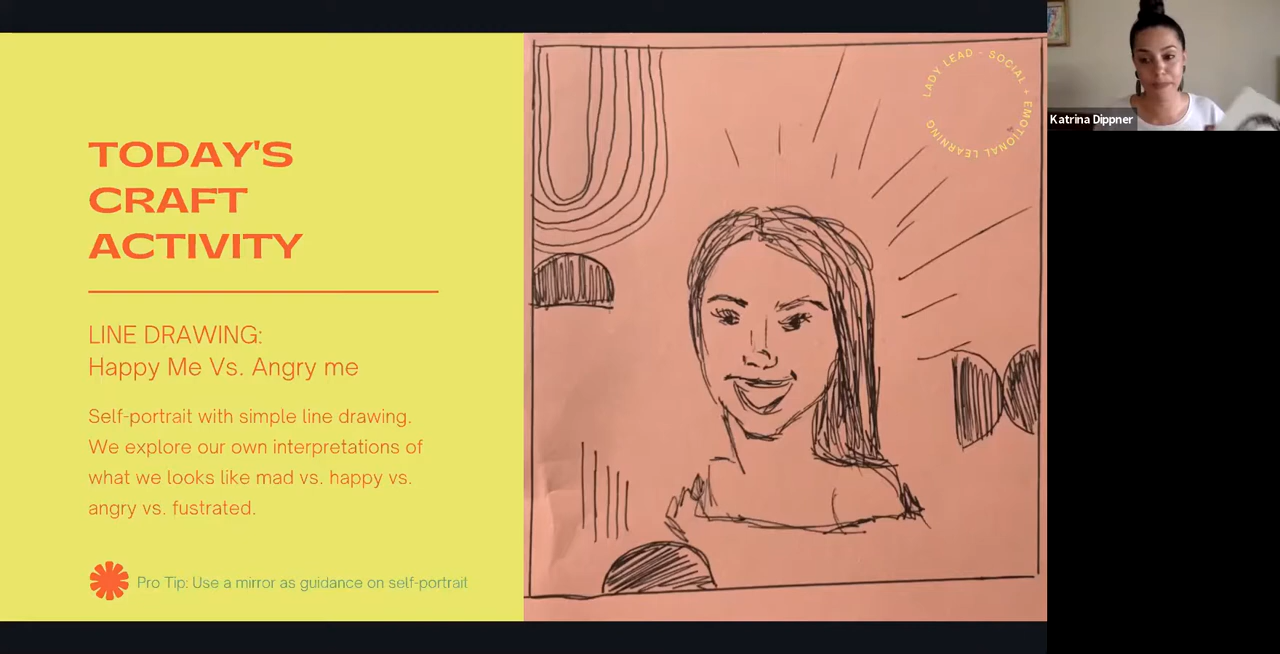 TODAY'S
CRAFT
ACTIVITY
LINE DRAWING:
Happy Me Vs. Angry me
Self-portrait with simple line drawing.
We explore our own interpretations of
what we looks like mad vs. happy vs.
angry vs. fustrated.
Pro Tip: Use a mirror as guidance on self-portrait
LADY LEAD - SOCIAL + EMOTIONAL LEARNING
Katrina Dippner